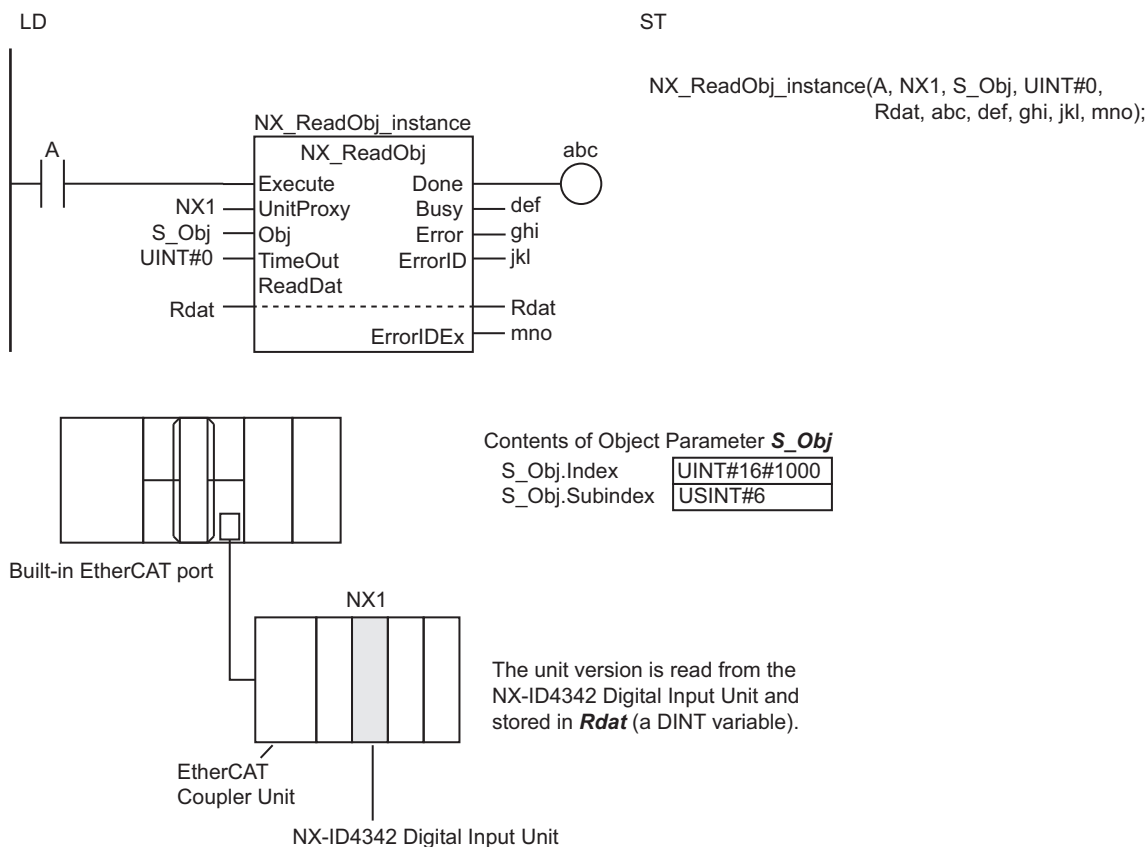 LD
ST
NX_ReadObj_instance(A, NX1, S_Obj, UINT#0,
Rdat, abc, def, ghi, jkl, mno);
NX_ReadObj_instance
A
NX_ReadObj
abc
Execute
Done
NX1
UnitProxy
Busy
def
S_Obj
Obj
Error
ghi
UINT#0
TimeOut
ErrorID
jkl
ReadDat
Rdat
Rdat
ErrorIDEx
mno
Contents of Object Parameter S_Obj
S_Obj.Index UINT#16#1000
S_Obj.Subindex USINT#6
Built-in EtherCAT port
NX1
The unit version is read from the
NX-ID4342 Digital Input Unit and
stored in Rdat (a DINT variable).
EtherCAT
Coupler Unit
NX-ID4342 Digital Input Unit